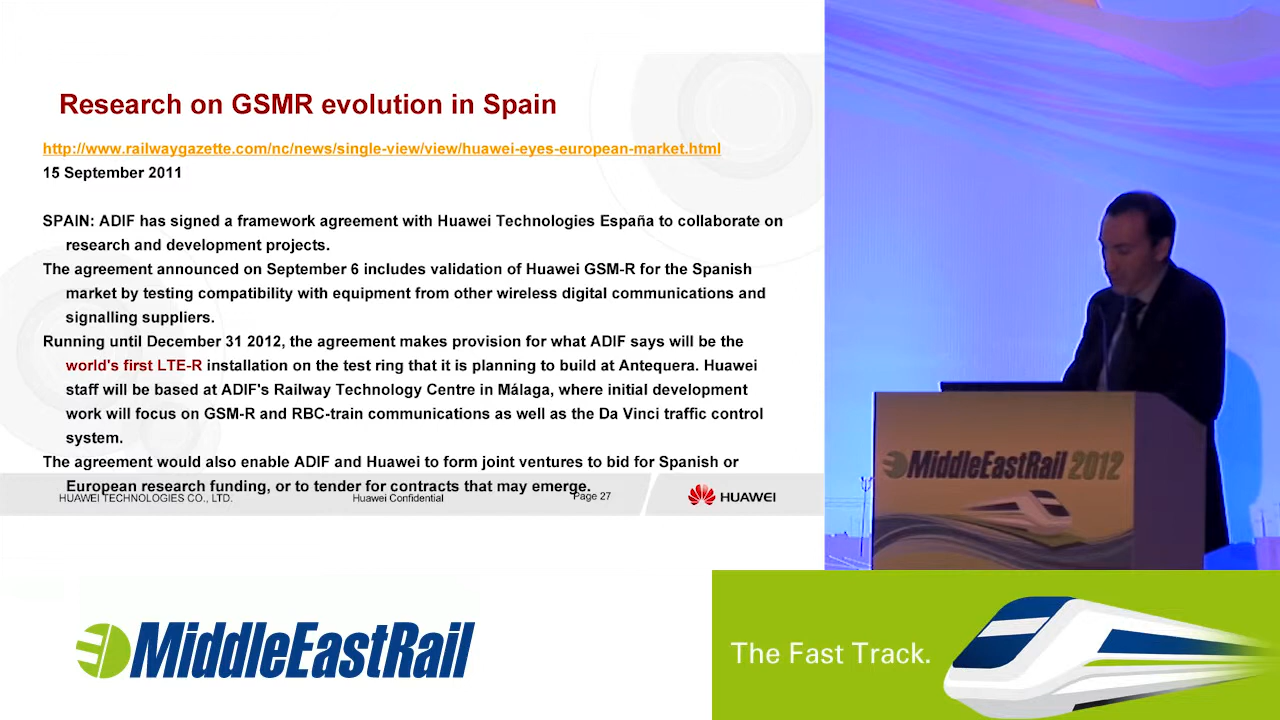 Research on GSMR evolution in Spain
http://www.railwaygazette.com/nc/news/single-view/view/huawei-eyes-european-market.html
15 September 2011
SPAIN: ADIF has signed a framework agreement with Huawei Technologies España to collaborate on
research and development projects.
The agreement announced on September 6 includes validation of Huawei GSM-R for the Spanish
market by testing compatibility with equipment from other wireless digital communications and
signalling suppliers.
Running until December 31 2012, the agreement makes provision for what ADIF says will be the
world's first LTE-R installation on the test ring that it is planning to build at Antequera. Huawei
staff will be based at ADIF's Railway Technology Centre in Málaga, where initial development
work will focus on GSM-R and RBC-train communications as well as the Da Vinci traffic control
system.
The agreement would also enable ADIF and Huawei to form joint ventures to bid for Spanish or
European research funding, or to tender for contracts that may emerge.
HUAWEI TECHNOLOGIES CO., LTD.
Huawei Confidential
Page 27
HUAWEI
MiddleEastRail 2012
MiddleEastRail
The Fast Track.